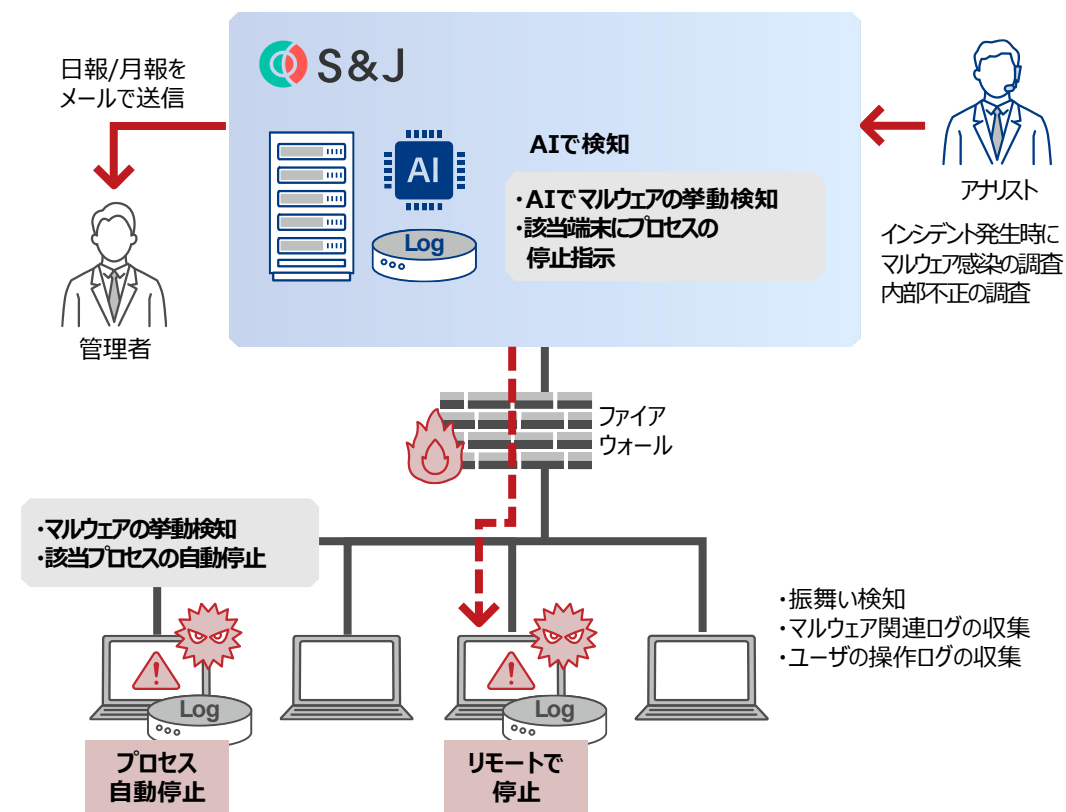 日報/月報を
メールで送信
管理者
S&J
AI
Log
AIで検知
・AIでマルウェアの挙動検知
・該当端末にプロセスの
停止指示
アナリスト
インシデント発生時に
マルウェア感染の調査
内部不正の調査
ファイア
ウォール
・マルウェアの挙動検知
・該当プロセスの自動停止
・振舞い検知
・マルウェア関連ログの収集
・ユーザの操作ログの収集
Log
プロセス
自動停止
Log
リモートで
停止